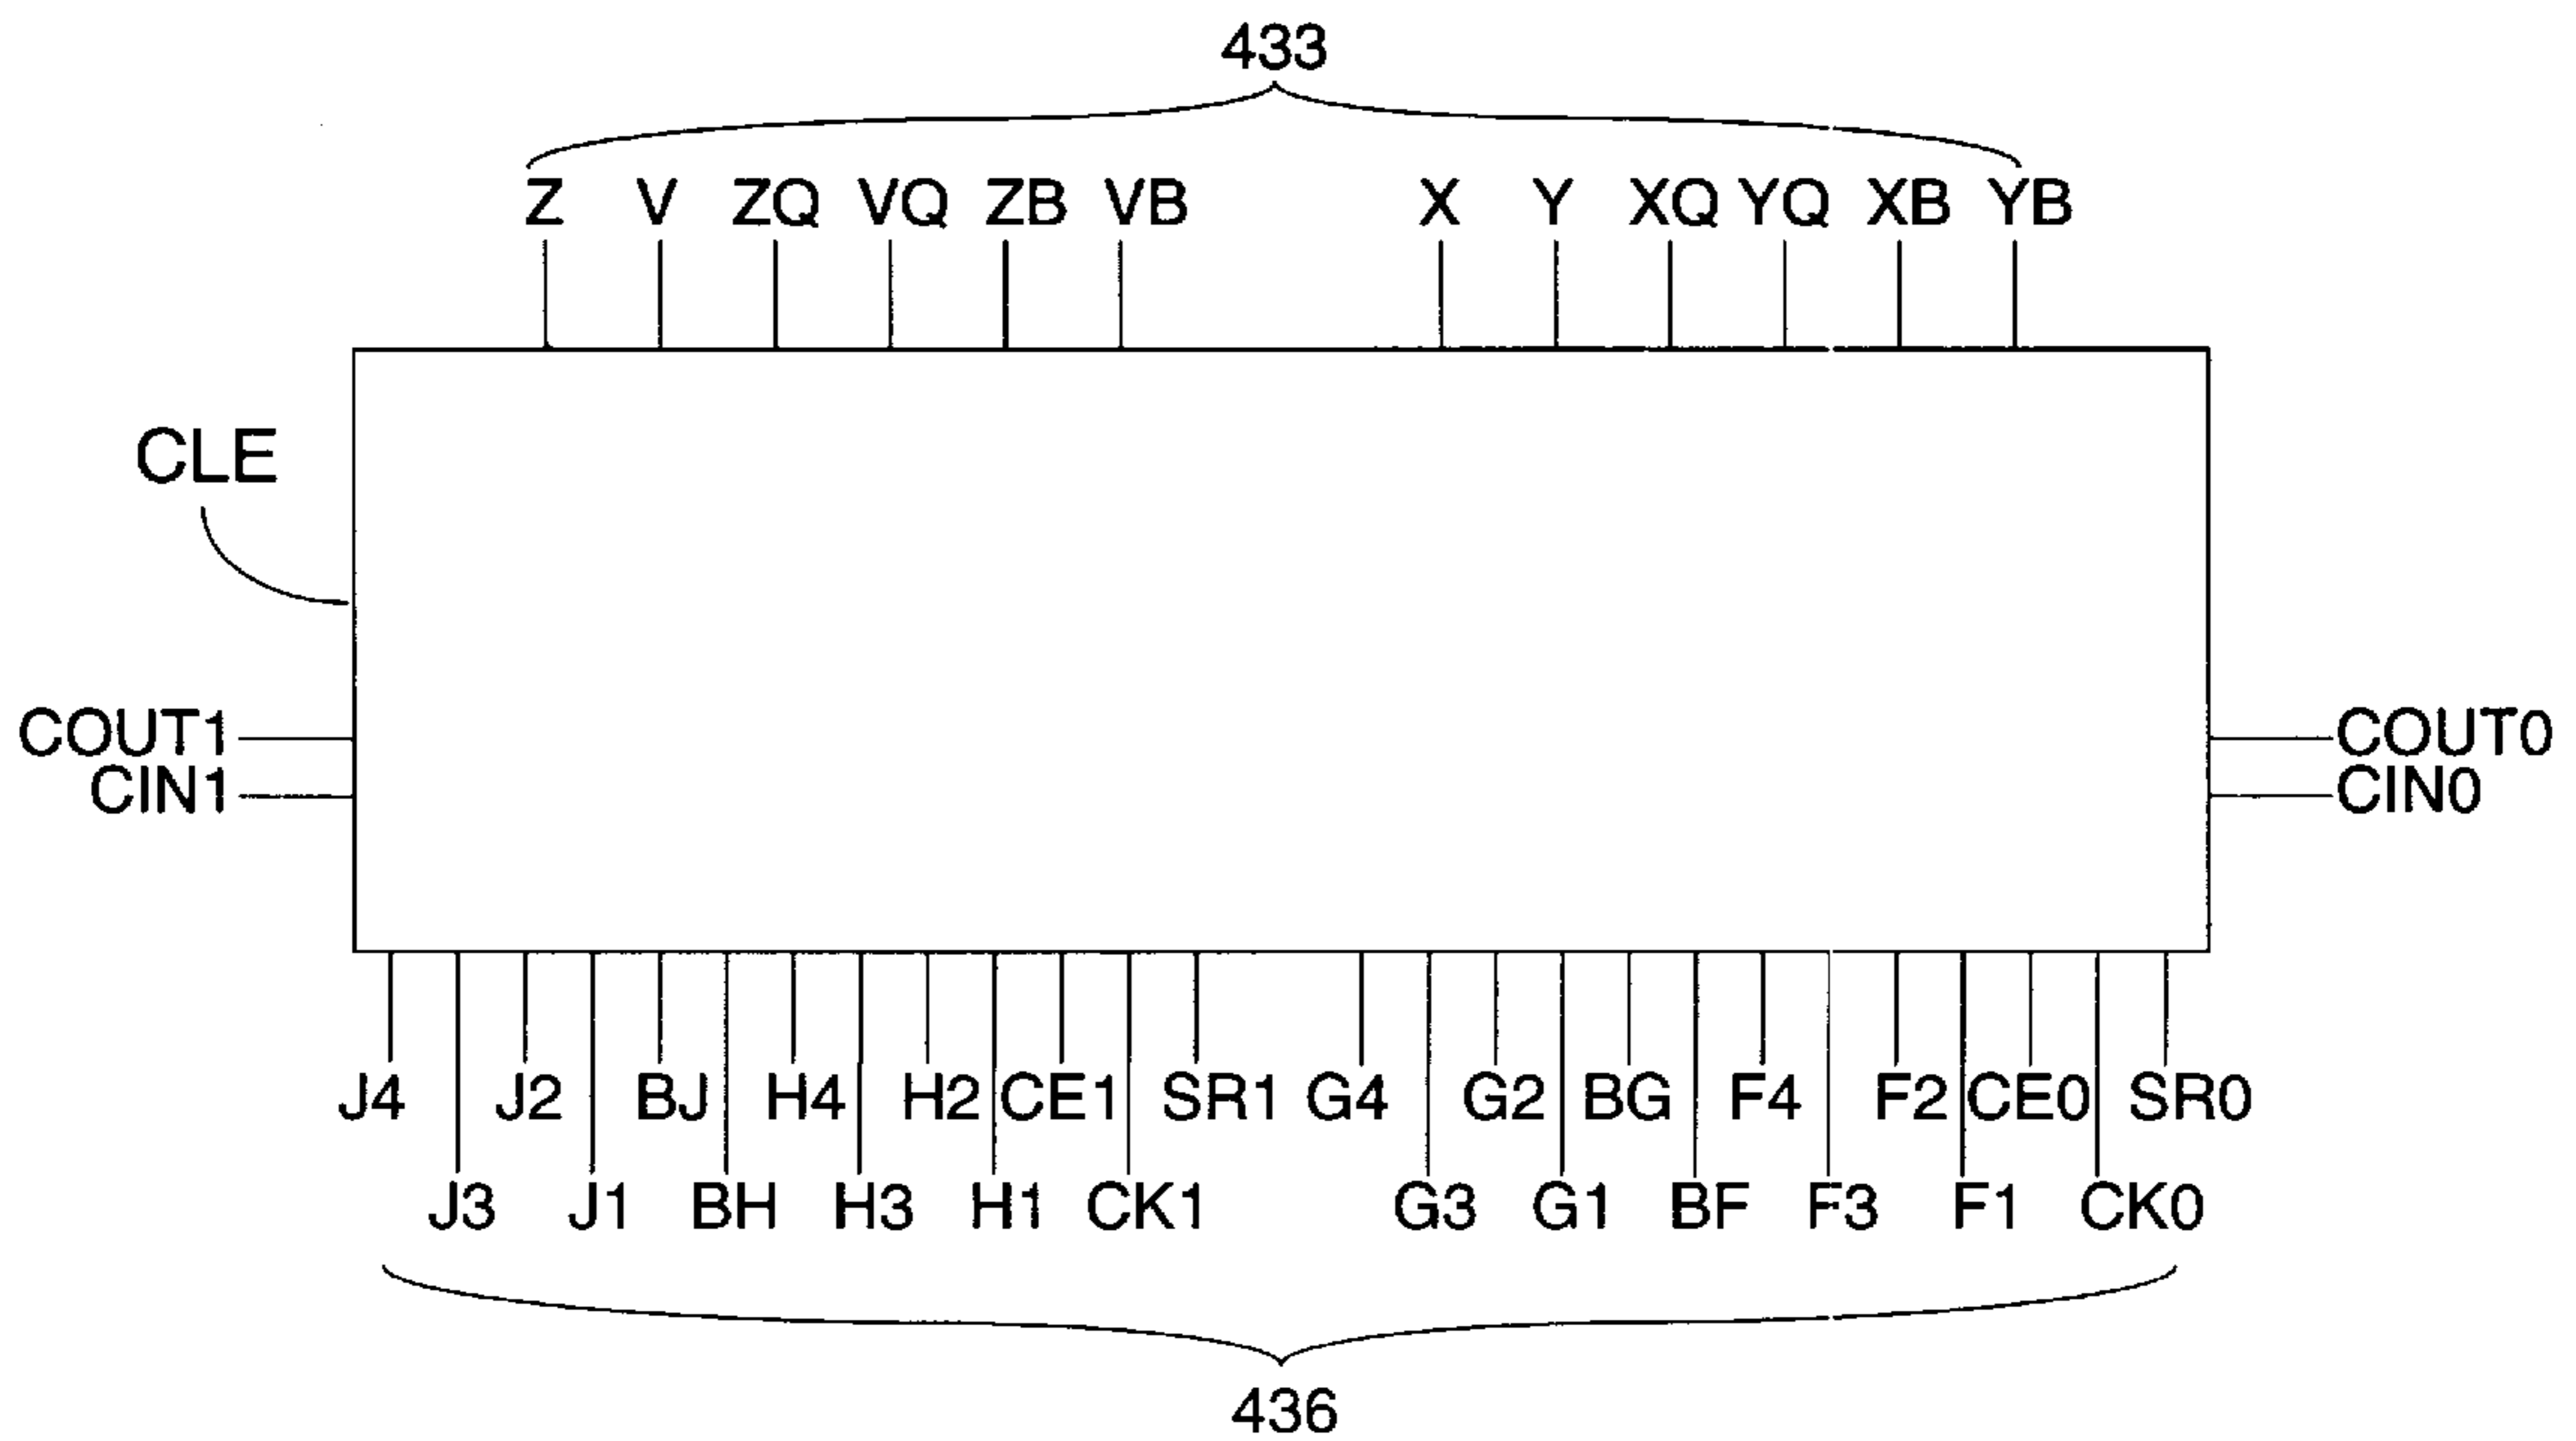 433
Z V ZQ VQ ZB VB X Y XQ YQ XB YB
CLE
COUT1 COUT0
CIN1 CIN0
J4 J2 BJ H4 H2 CE1 SR1 G4 G2 BG F4 F2 CE0 SR0
J3 J1 BH H3 H1 CK1 G3 G1 BF F3 F1 CK0
436